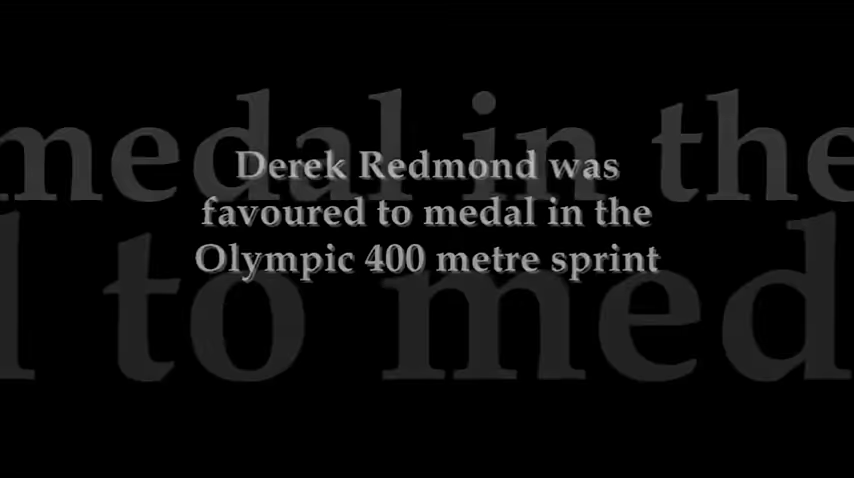 medal in the
Derek Redmond was
favoured to medal in the
Olympic 400 metre sprint
to med